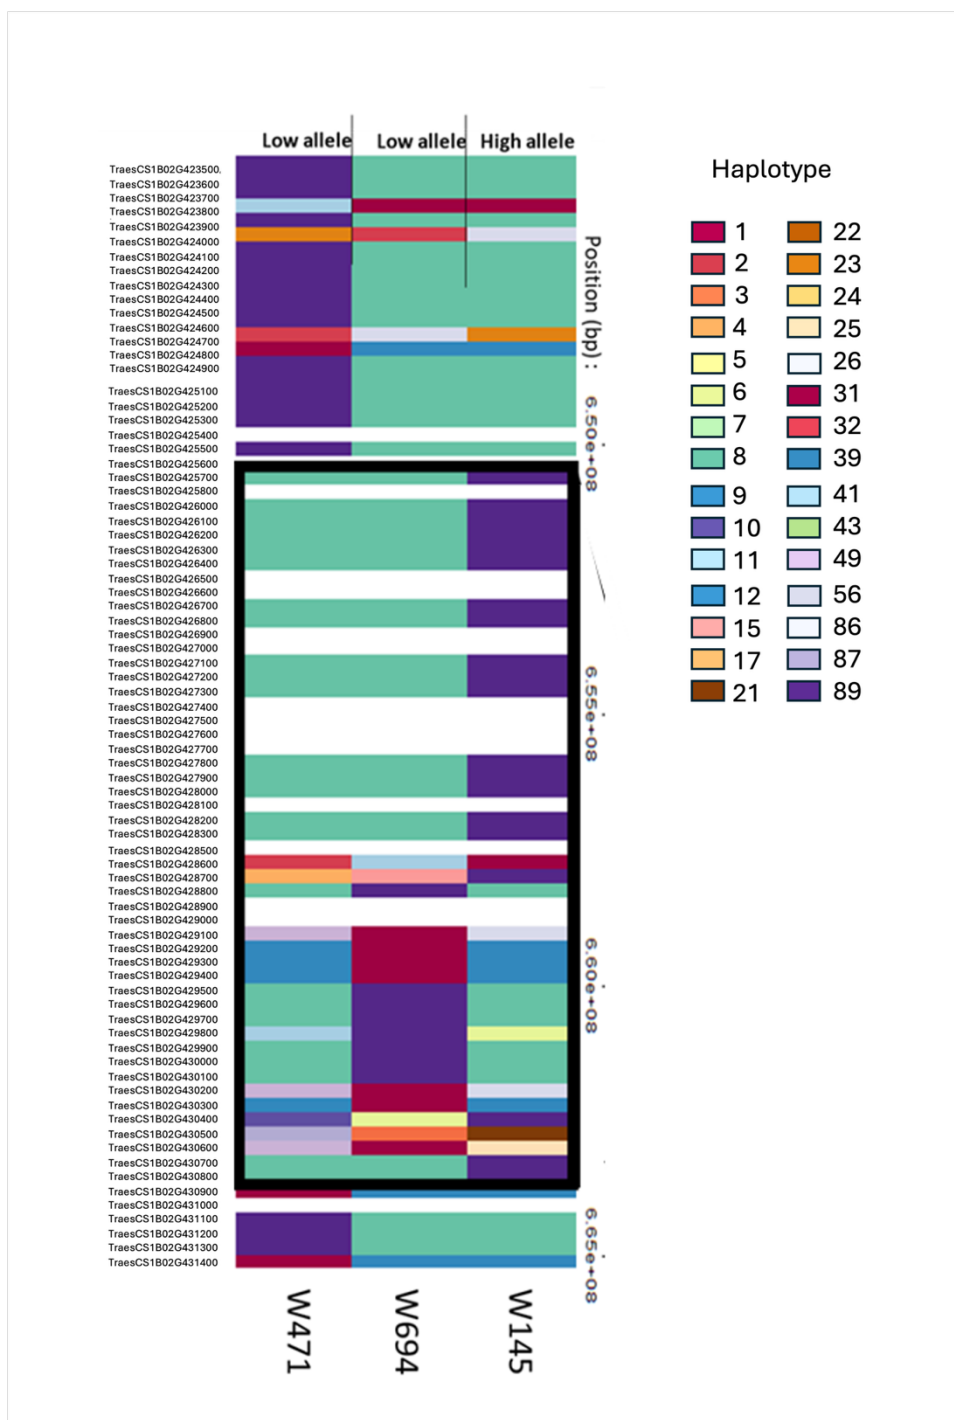 Low allele Low allele High allele
TraesCS1B02G423500.
TraesCS1B02G423600
TraesCS1B02G423700
TraesCS1B02G423800
TraesCS1B02G423900
TraesCS1B02G424000
TraesCS1B02G424100
TraesCS1B02G424200
TraesCS1B02G424300
TraesCS1B02G424400
TraesCS1B02G424500
TraesCS1B02G424600
TraesCS1B02G424700
TraesCS1B02G424800
TraesCS1B02G424900
TraesCS1B02G425100
TraesCS1B02G425200
TraesCS1B02G425300
TraesCS1B02G425400
TraesCS1B02G425500
TraesCS1B02G425600
TraesCS1B02G425700
TraesCS1B02G425800
TraesCS1B02G426000
TraesCS1B02G426100
TraesCS1B02G426200
TraesCS1B02G426300
TraesCS1B02G426400
TraesCS1B02G426500
TraesCS1B02G426600
TraesCS1B02G426700
TraesCS1B02G426800
TraesCS1B02G426900
TraesCS1B02G427000
TraesCS1B02G427100
TraesCS1B02G427200
TraesCS1B02G427300
TraesCS1B02G427400
TraesCS1B02G427500
TraesCS1B02G427600
TraesCS1B02G427700
TraesCS1B02G427800
TraesCS1B02G427900
TraesCS1B02G428000
TraesCS1B02G428100
TraesCS1B02G428200
TraesCS1B02G428300
TraesCS1B02G428500
TraesCS1B02G428600
TraesCS1B02G428700
TraesCS1B02G428800
TraesCS1B02G428900
TraesCS1B02G429000
TraesCS1B02G429100
TraesCS1B02G429200
TraesCS1B02G429300
TraesCS1B02G429400
TraesCS1B02G429500
TraesCS1B02G429600
TraesCS1B02G429700
TraesCS1B02G429800
TraesCS1B02G429900
TraesCS1B02G430000
TraesCS1B02G430100
TraesCS1B02G430200
TraesCS1B02G430300
TraesCS1B02G430400
TraesCS1B02G430500
TraesCS1B02G430600
TraesCS1B02G430700
TraesCS1B02G430800
TraesCS1B02G430900
TraesCS1B02G431000
TraesCS1B02G431100
TraesCS1B02G431200
TraesCS1B02G431300
TraesCS1B02G431400
W471
W694
W145
Position (bp) :
6.50e+08
6.55e+08
6.60e+08
6.65e+08
Haplotype
1 22
2 23
3 24
4 25
5 26
6 31
7 32
8 39
9 41
10 43
11 49
12 56
15 86
17 87
21 89